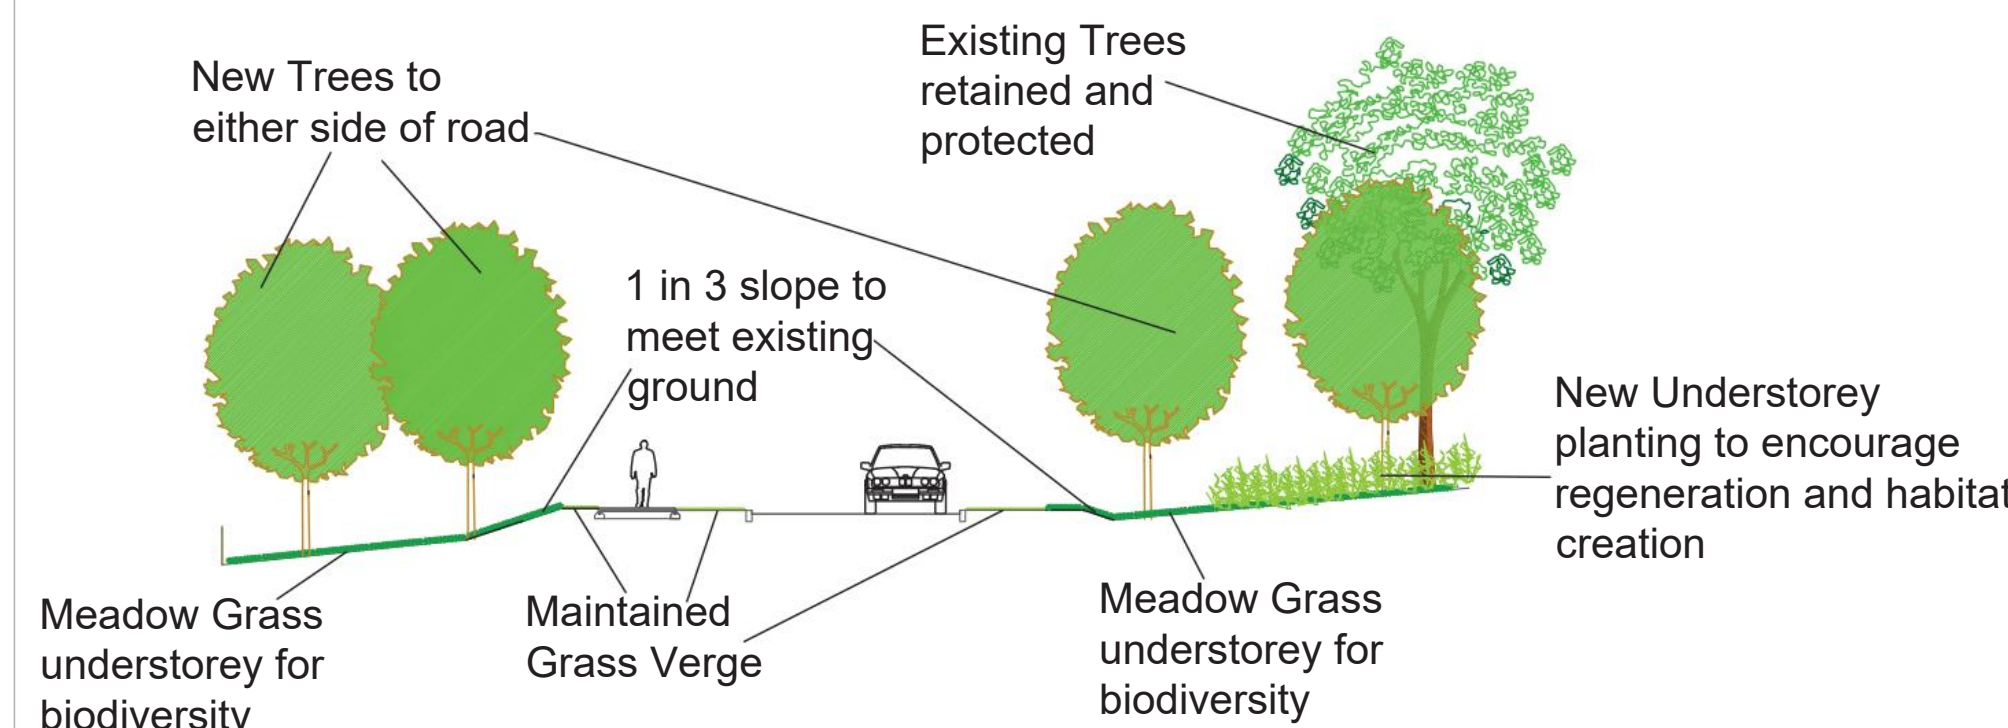 New Trees to
either side of road
Existing Trees
retained and
protected
1 in 3 slope to
meet existing
ground
New Understorey
planting to encourage
regeneration and habitat
creation
Meadow Grass
understorey for
biodiversity
Maintained
Grass Verge
Meadow Grass
understorey for
biodiversity